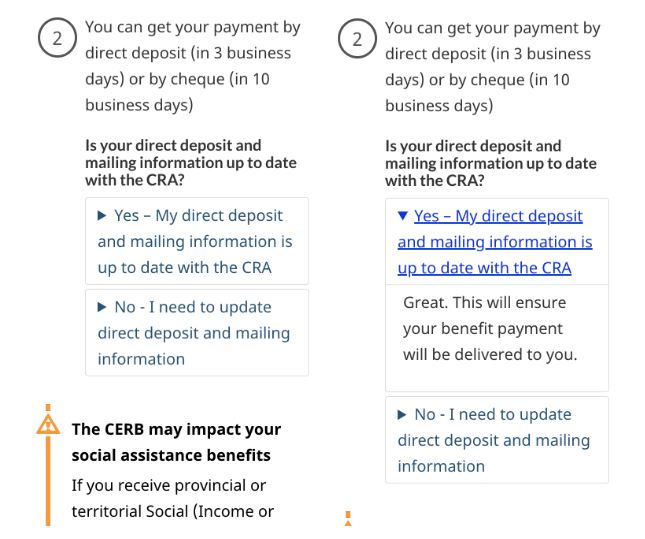 2
You can get your payment by
direct deposit (in 3 business
days) or by cheque (in 10
business days)
Is your direct deposit and
mailing information up to date
with the CRA?
Yes – My direct deposit
and mailing information is
up to date with the CRA
No - I need to update
direct deposit and mailing
information
The CERB may impact your
social assistance benefits
If you receive provincial or
territorial Social (Income or
2
You can get your payment by
direct deposit (in 3 business
days) or by cheque (in 10
business days)
Is your direct deposit and
mailing information up to date
with the CRA?
Yes – My direct deposit
and mailing information is
up to date with the CRA
Great. This will ensure
your benefit payment
will be delivered to you.
No - I need to update
direct deposit and mailing
information